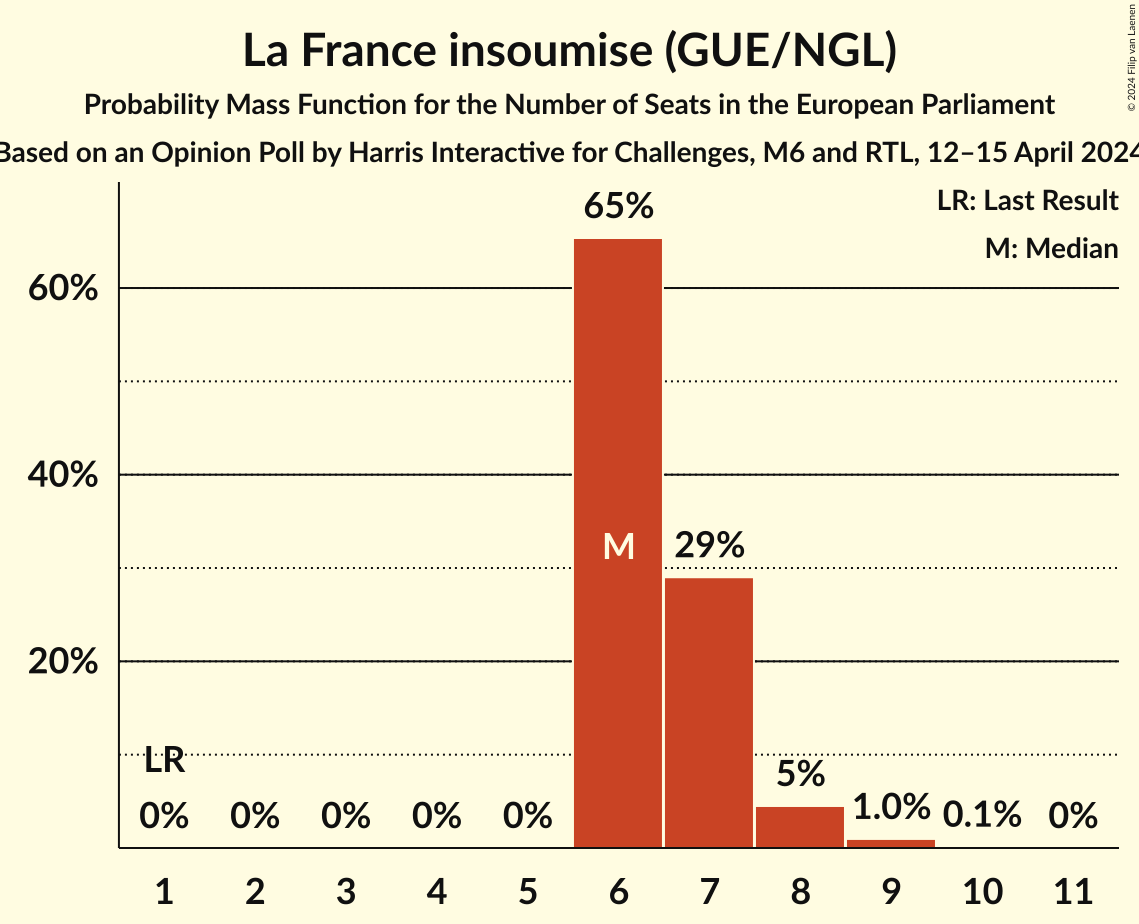 La France insoumise (GUE/NGL)
Probability Mass Function for the Number of Seats in the European Parliament
Based on an Opinion Poll by Harris Interactive for Challenges, M6 and RTL, 12–15 April 2024
© 2024 Filip van Laenen
LR: Last Result
M: Median
65%
60%
40%
M
29%
20%
LR
5%
0% 0% 0% 0% 0% 1.0% 0.1% 0%
1 2 3 4 5 6 7 8 9 10 11